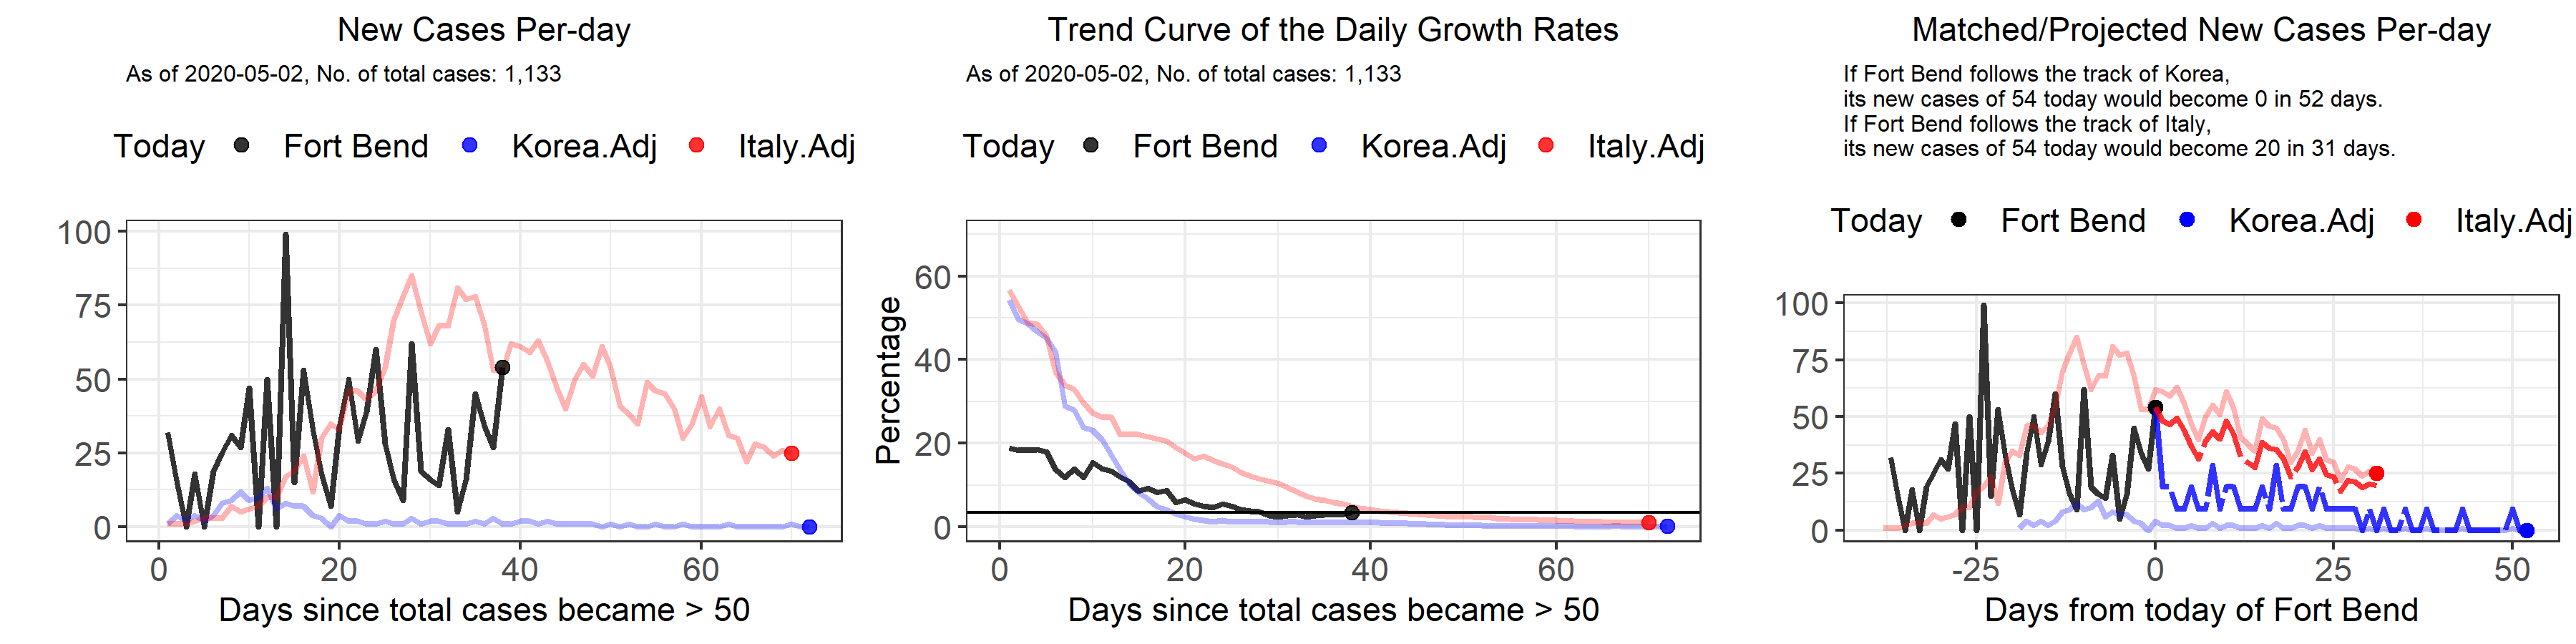 New Cases Per-day
As of 2020-05-02, No. of total cases: 1,133
Today Fort Bend Korea.Adj Italy.Adj
100
75
50
25
0
0 20 40 60
Days since total cases became > 50
Trend Curve of the Daily Growth Rates
As of 2020-05-02, No. of total cases: 1,133
Today Fort Bend Korea.Adj Italy.Adj
Percentage
60
40
20
0
0 20 40 60
Days since total cases became > 50
Matched/Projected New Cases Per-day
If Fort Bend follows the track of Korea,
its new cases of 54 today would become 0 in 52 days.
If Fort Bend follows the track of Italy,
its new cases of 54 today would become 20 in 31 days.
Today Fort Bend Korea.Adj Italy.Adj
100
75
50
25
0
-25 0 25 50
Days from today of Fort Bend